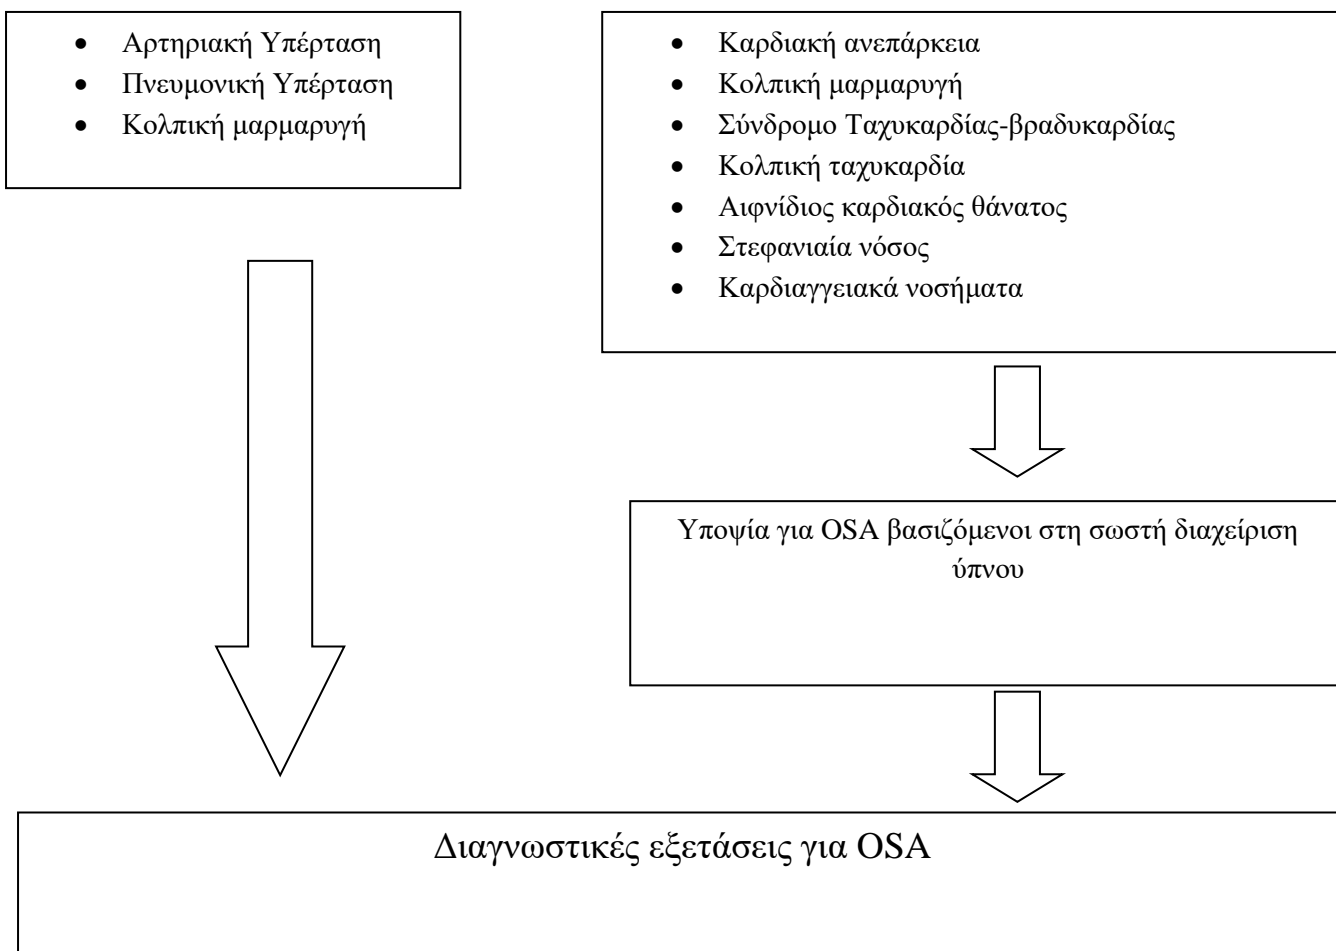 • Αρτηριακή Υπέρταση
• Πνευμονική Υπέρταση
• Κολπική μαρμαρυγή
• Καρδιακή ανεπάρκεια
• Κολπική μαρμαρυγή
• Σύνδρομο Ταχυκαρδίας-βραδυκαρδίας
• Κολπική ταχυκαρδία
• Αιφνίδιος καρδιακός θάνατος
• Στεφανιαία νόσος
• Καρδιαγγειακά νοσήματα
Υποψία για OSA βασιζόμενοι στη σωστή διαχείριση
ύπνου
Διαγνωστικές εξετάσεις για OSA